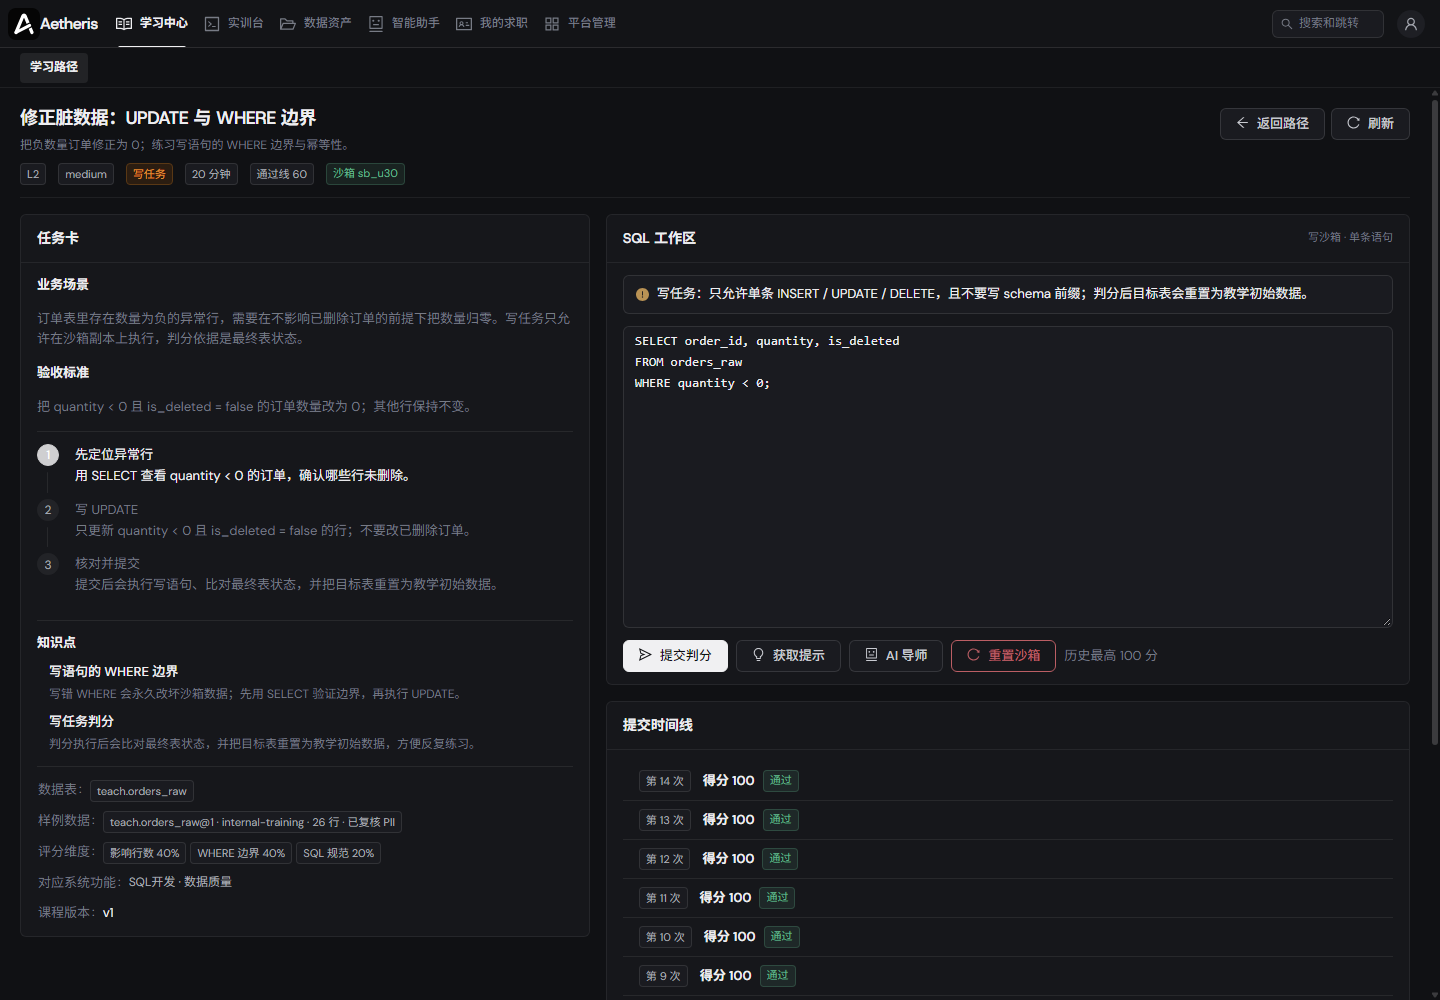 Aetheris 学习中心 实训台 数据资产 智能助手 我的求职 平台管理 搜索和跳转
学习路径
修正脏数据：UPDATE 与 WHERE 边界
把负数量订单修正为 0；练习写语句的 WHERE 边界与幂等性。
返回路径 刷新
L2 medium 写任务 20 分钟 通过线 60 沙箱 sb_u30
任务卡
业务场景
订单表里存在数量为负的异常行，需要在不影响已删除订单的前提下把数量归零。写任务只允
许在沙箱副本上执行，判分依据是最终表状态。
验收标准
把 quantity < 0 且 is_deleted = false 的订单数量改为 0；其他行保持不变。
1 先定位异常行
用 SELECT 查看 quantity < 0 的订单，确认哪些行未删除。
2 写 UPDATE
只更新 quantity < 0 且 is_deleted = false 的行；不要改已删除订单。
3 核对并提交
提交后会执行写语句、比对最终表状态，并把目标表重置为教学初始数据。
知识点
写语句的 WHERE 边界
写错 WHERE 会永久改坏沙箱数据；先用 SELECT 验证边界，再执行 UPDATE。
写任务判分
判分执行后会比对最终表状态，并把目标表重置为教学初始数据，方便反复练习。
数据表： teach.orders_raw
样例数据： teach.orders_raw@1 · internal-training · 26 行 · 已复核 PII
评分维度： 影响行数 40% WHERE 边界 40% SQL 规范 20%
对应系统功能： SQL开发 · 数据质量
课程版本： v1
SQL 工作区 写沙箱 · 单条语句
写任务：只允许单条 INSERT / UPDATE / DELETE，且不要写 schema 前缀；判分后目标表会重置为教学初始数据。
SELECT order_id, quantity, is_deleted
FROM orders_raw
WHERE quantity < 0;
提交判分 获取提示 AI 导师 重置沙箱 历史最高 100 分
提交时间线
第 14 次 得分 100 通过
第 13 次 得分 100 通过
第 12 次 得分 100 通过
第 11 次 得分 100 通过
第 10 次 得分 100 通过
第 9 次 得分 100 通过